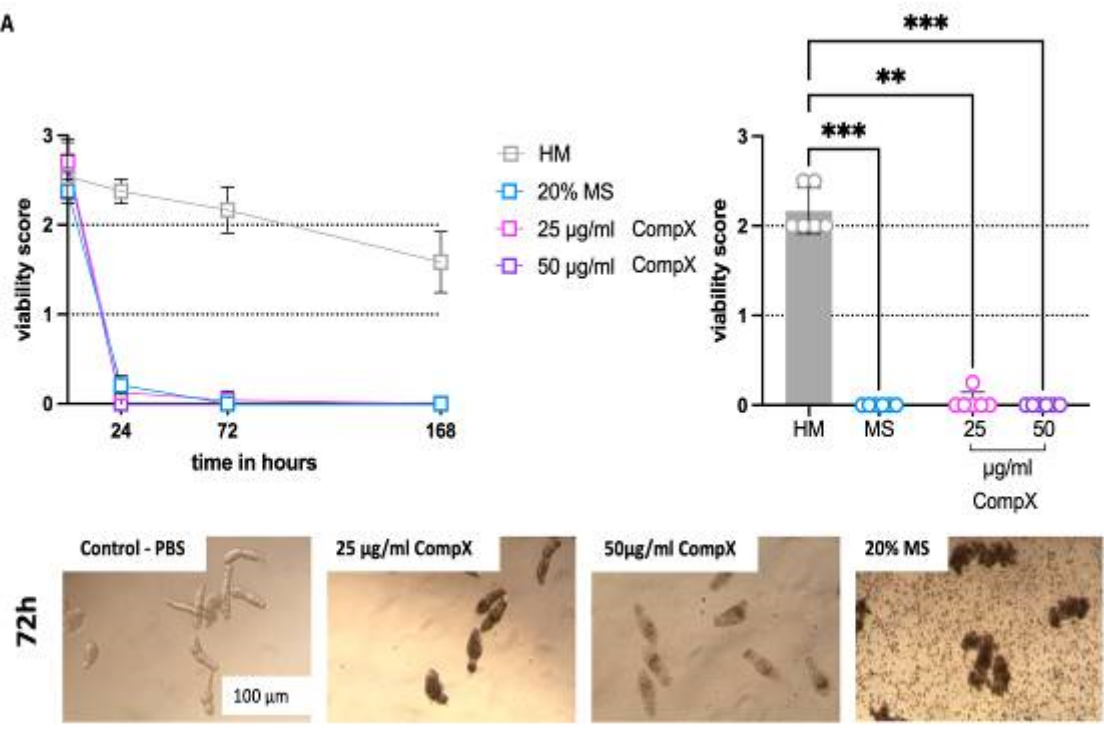 A
3
2
1
0
viability score
24
72
168
time in hours
HM
20% MS
25 µg/ml CompX
50 µg/ml CompX
***
**
***
3
2
1
0
viability score
HM
MS
25
50
µg/ml
CompX
72h
Control - PBS
100 µm
25 µg/ml CompX
50µg/ml CompX
20% MS